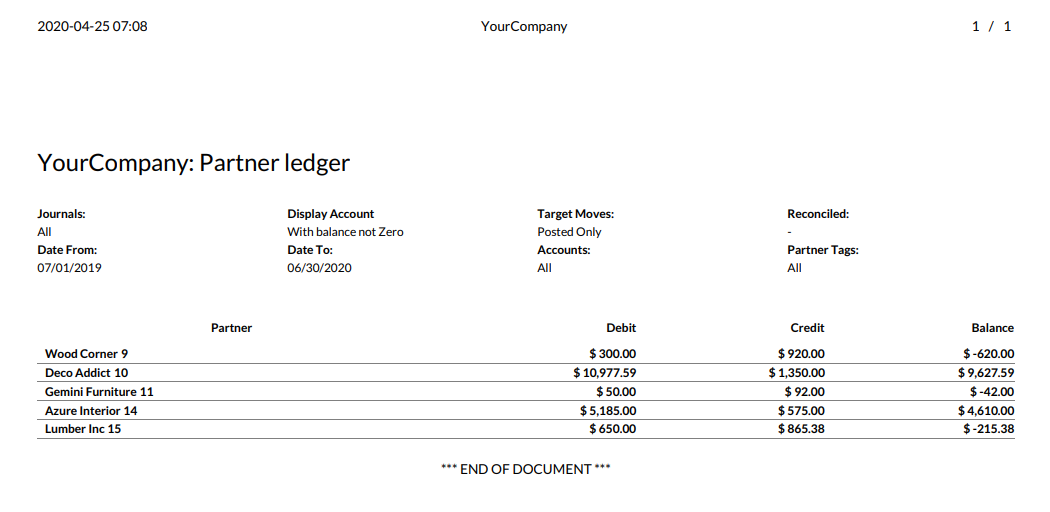 2020-04-25 07:08 YourCompany 1 / 1
YourCompany: Partner ledger
Journals: Display Account Target Moves: Reconciled:
All With balance not Zero Posted Only -
Date From: Date To: Accounts: Partner Tags:
07/01/2019 06/30/2020 All All
Partner Debit Credit Balance
Wood Corner 9 $ 300.00 $ 920.00 $ -620.00
Deco Addict 10 $ 10,977.59 $ 1,350.00 $ 9,627.59
Gemini Furniture 11 $ 50.00 $ 92.00 $ -42.00
Azure Interior 14 $ 5,185.00 $ 575.00 $ 4,610.00
Lumber Inc 15 $ 650.00 $ 865.38 $ -215.38
*** END OF DOCUMENT ***